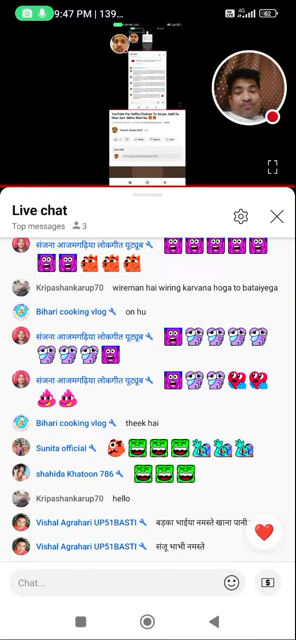 9:47 PM | 139...
4G
62
Live chat
Top messages 3
संजना आजमगढ़िया लोकगीत यूट्यूब
Kripashankarup70 wireman hai wiring karvana hoga to bataiyega
Bihari cooking vlog on hu
संजना आजमगढ़िया लोकगीत यूट्यूब
संजना आजमगढ़िया लोकगीत यूट्यूब
Bihari cooking vlog theek hai
Sunita official
shahida Khatoon 786
Kripashankarup70 hello
Vishal Agrahari UP51BASTI बड़का भाईया नमस्ते खाना पानी
Vishal Agrahari UP51BASTI संजू भाभी नमस्ते
Chat...